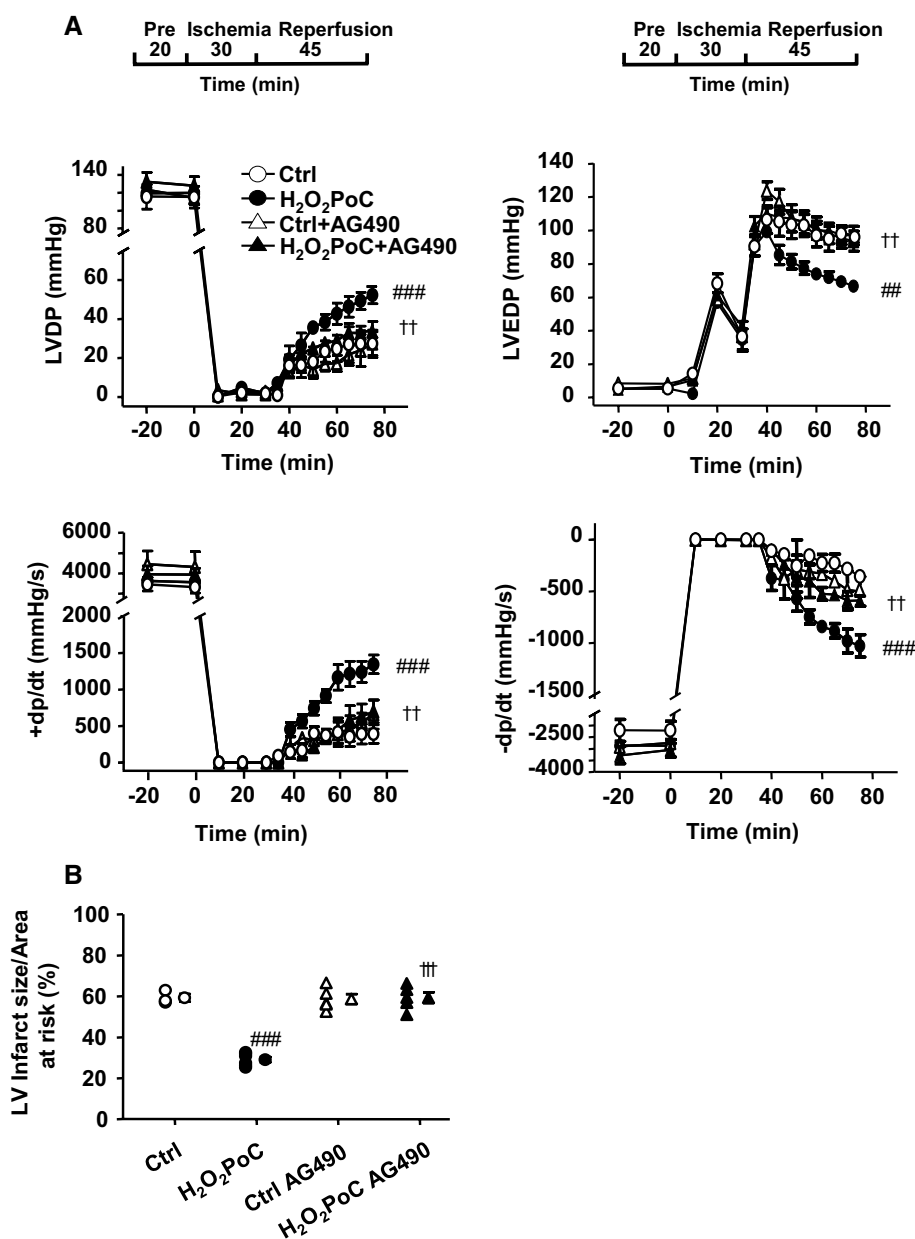 A
Pre Ischemia Reperfusion
20 30 45
Time (min)
Pre Ischemia Reperfusion
20 30 45
Time (min)
LVDP (mmHg)
140
80
60
40
20
0
Ctrl
H₂O₂PoC
Ctrl+AG490
H₂O₂PoC+AG490
###
††
-20 0 20 40 60 80
Time (min)
LVEDP (mmHg)
140
120
100
80
60
40
20
0
††
##
-20 0 20 40 60 80
Time (min)
+dp/dt (mmHg/s)
6000
4000
2000
1500
1000
500
0
###
††
-20 0 20 40 60 80
Time (min)
-dp/dt (mmHg/s)
0
-500
-1000
-1500
-2500
-4000
††
###
-20 0 20 40 60 80
Time (min)
B
LV Infarct size/Area
at risk (%)
100
80
60
40
20
0
###
†††
Ctrl
H₂O₂PoC
Ctrl AG490
H₂O₂PoC AG490